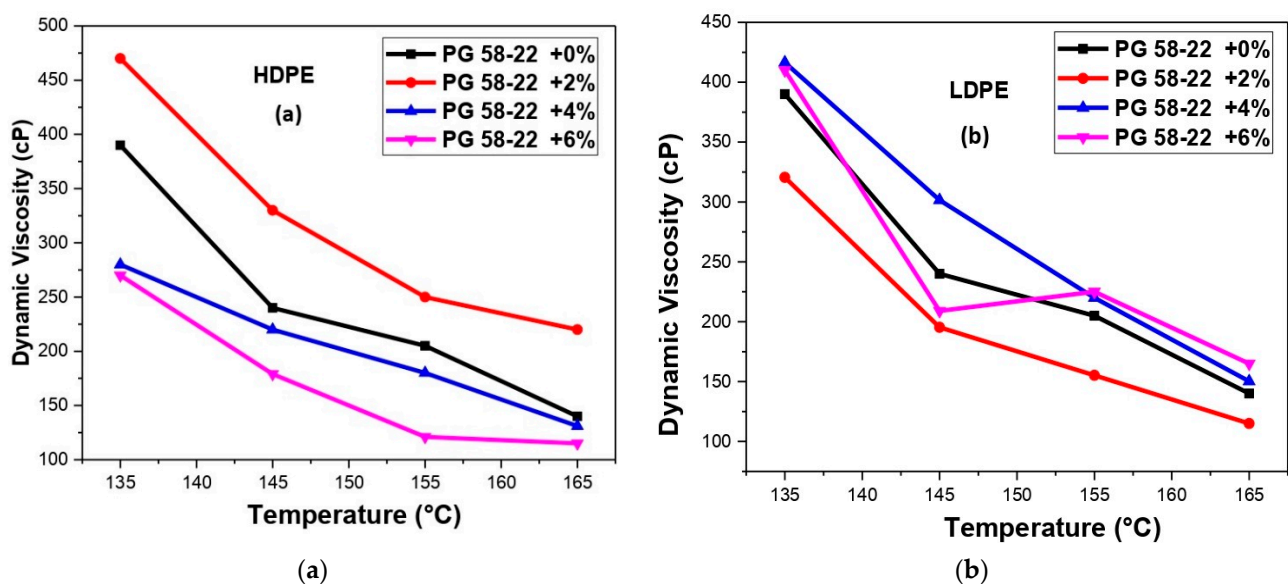 HDPE
(a)
PG 58-22 +0%
PG 58-22 +2%
PG 58-22 +4%
PG 58-22 +6%
Dynamic Viscosity (cP)
500
450
400
350
300
250
200
150
100
135 140 145 150 155 160 165
Temperature (°C)
(a)
LDPE
(b)
PG 58-22 +0%
PG 58-22 +2%
PG 58-22 +4%
PG 58-22 +6%
Dynamic Viscosity (cP)
450
400
350
300
250
200
150
100
135 140 145 150 155 160 165
Temperature (°C)
(b)